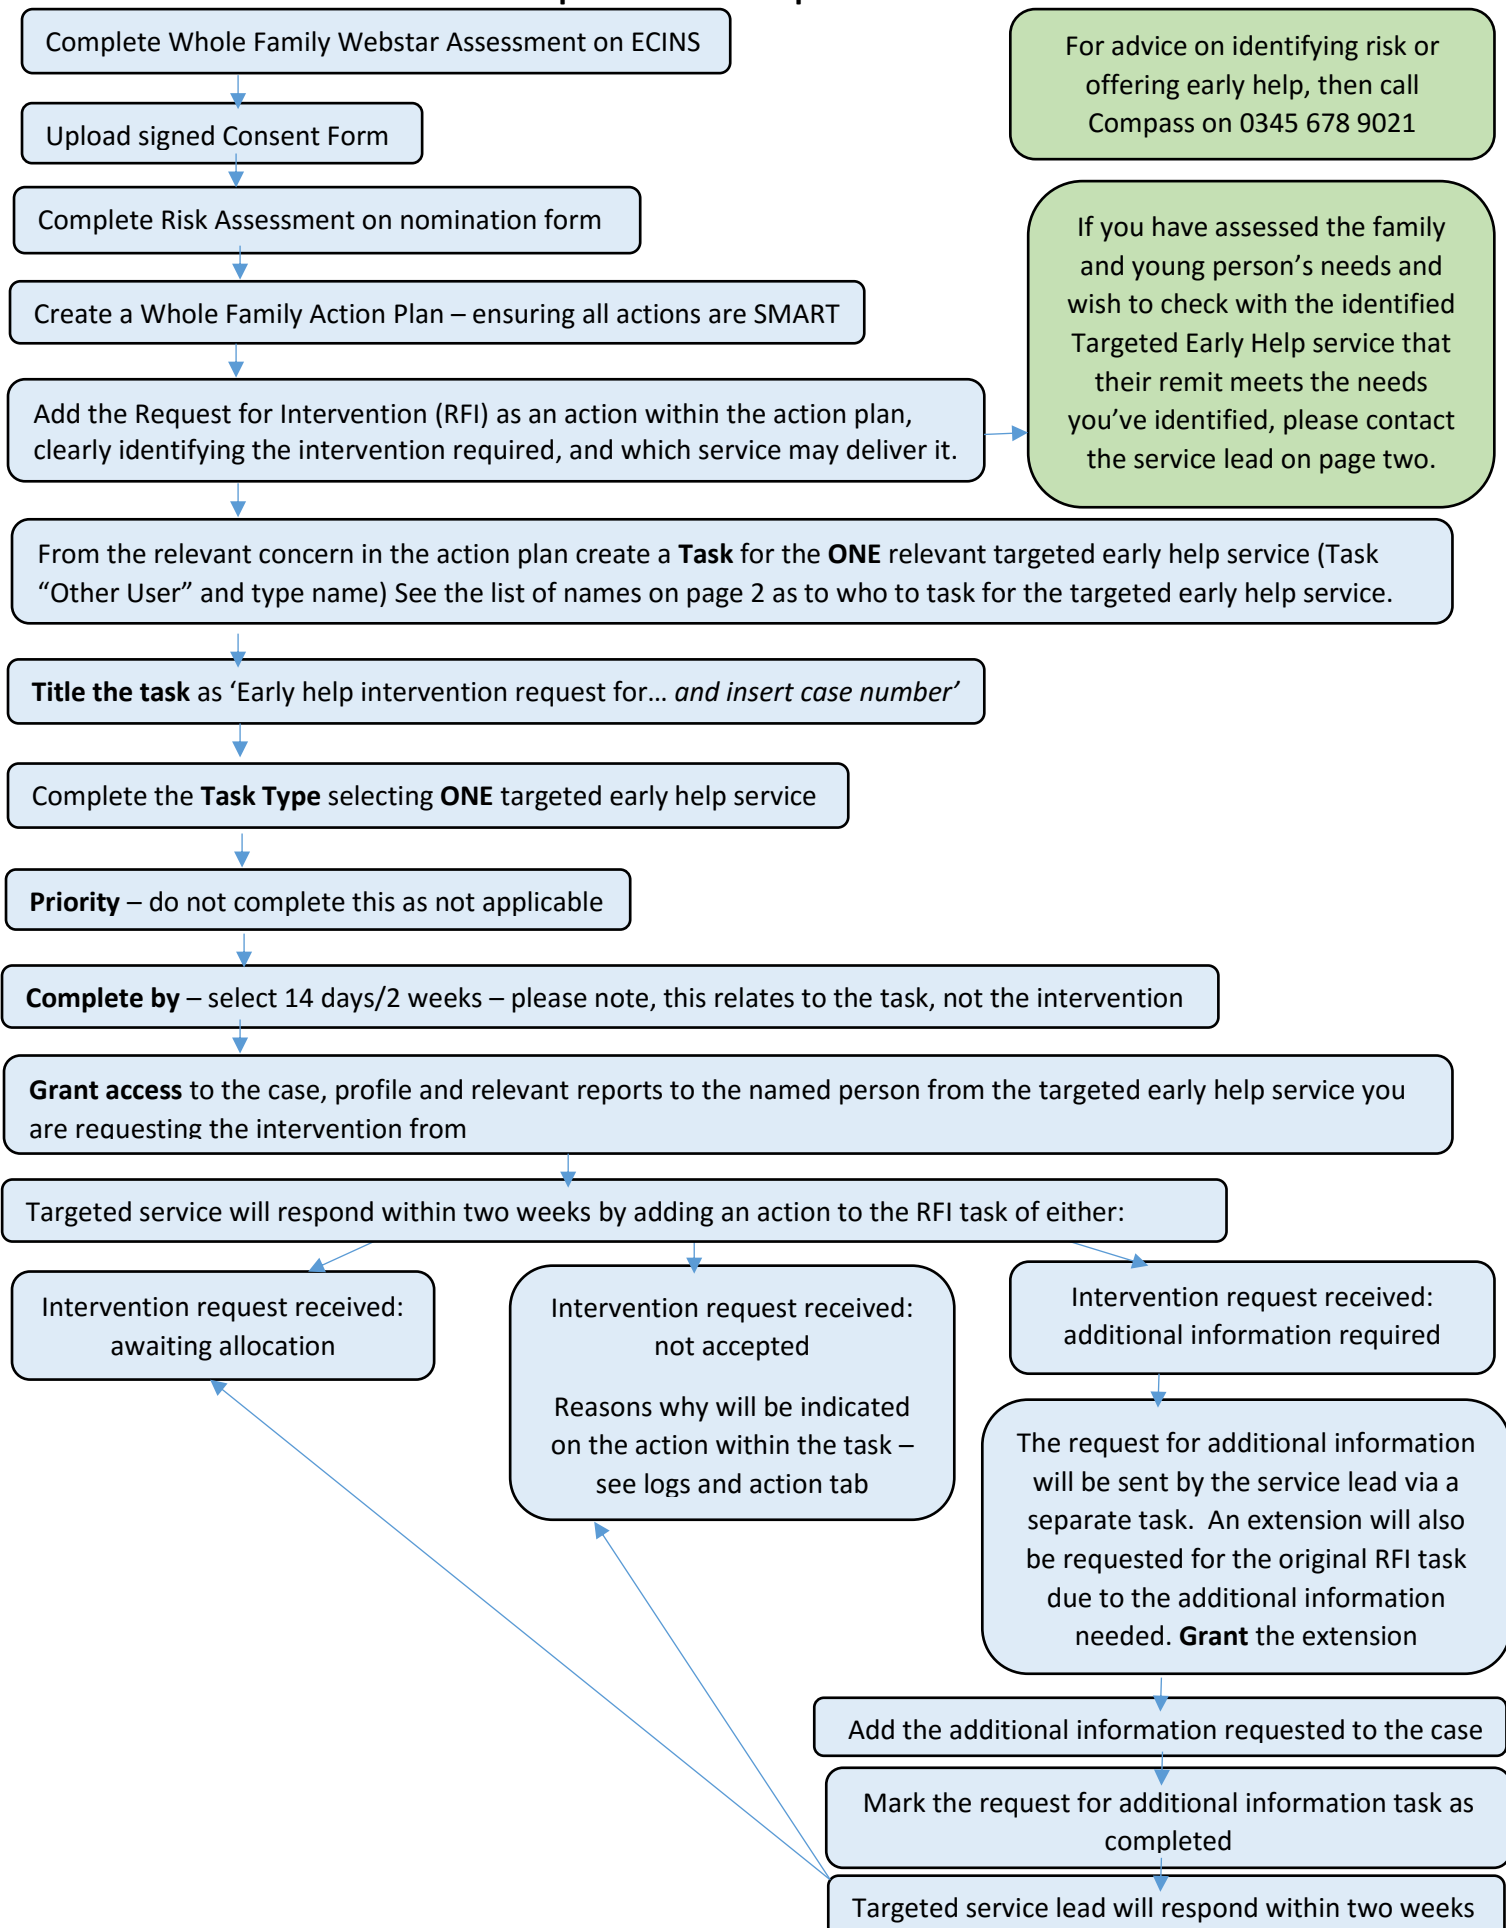 Complete Whole Family Webstar Assessment on ECINS
For advice on identifying risk or
offering early help, then call
Compass on 0345 678 9021
Upload signed Consent Form
Complete Risk Assessment on nomination form
If you have assessed the family
and young person’s needs and
wish to check with the identified
Targeted Early Help service that
their remit meets the needs
you’ve identified, please contact
the service lead on page two.
Create a Whole Family Action Plan – ensuring all actions are SMART
Add the Request for Intervention (RFI) as an action within the action plan,
clearly identifying the intervention required, and which service may deliver it.
From the relevant concern in the action plan create a Task for the ONE relevant targeted early help service (Task
“Other User” and type name) See the list of names on page 2 as to who to task for the targeted early help service.
Title the task as ‘Early help intervention request for… and insert case number’
Complete the Task Type selecting ONE targeted early help service
Priority – do not complete this as not applicable
Complete by – select 14 days/2 weeks – please note, this relates to the task, not the intervention
Grant access to the case, profile and relevant reports to the named person from the targeted early help service you
are requesting the intervention from
Targeted service will respond within two weeks by adding an action to the RFI task of either:
Intervention request received:
awaiting allocation
Intervention request received:
not accepted
Reasons why will be indicated
on the action within the task –
see logs and action tab
Intervention request received:
additional information required
The request for additional information
will be sent by the service lead via a
separate task. An extension will also
be requested for the original RFI task
due to the additional information
needed. Grant the extension
Add the additional information requested to the case
Mark the request for additional information task as
completed
Targeted service lead will respond within two weeks